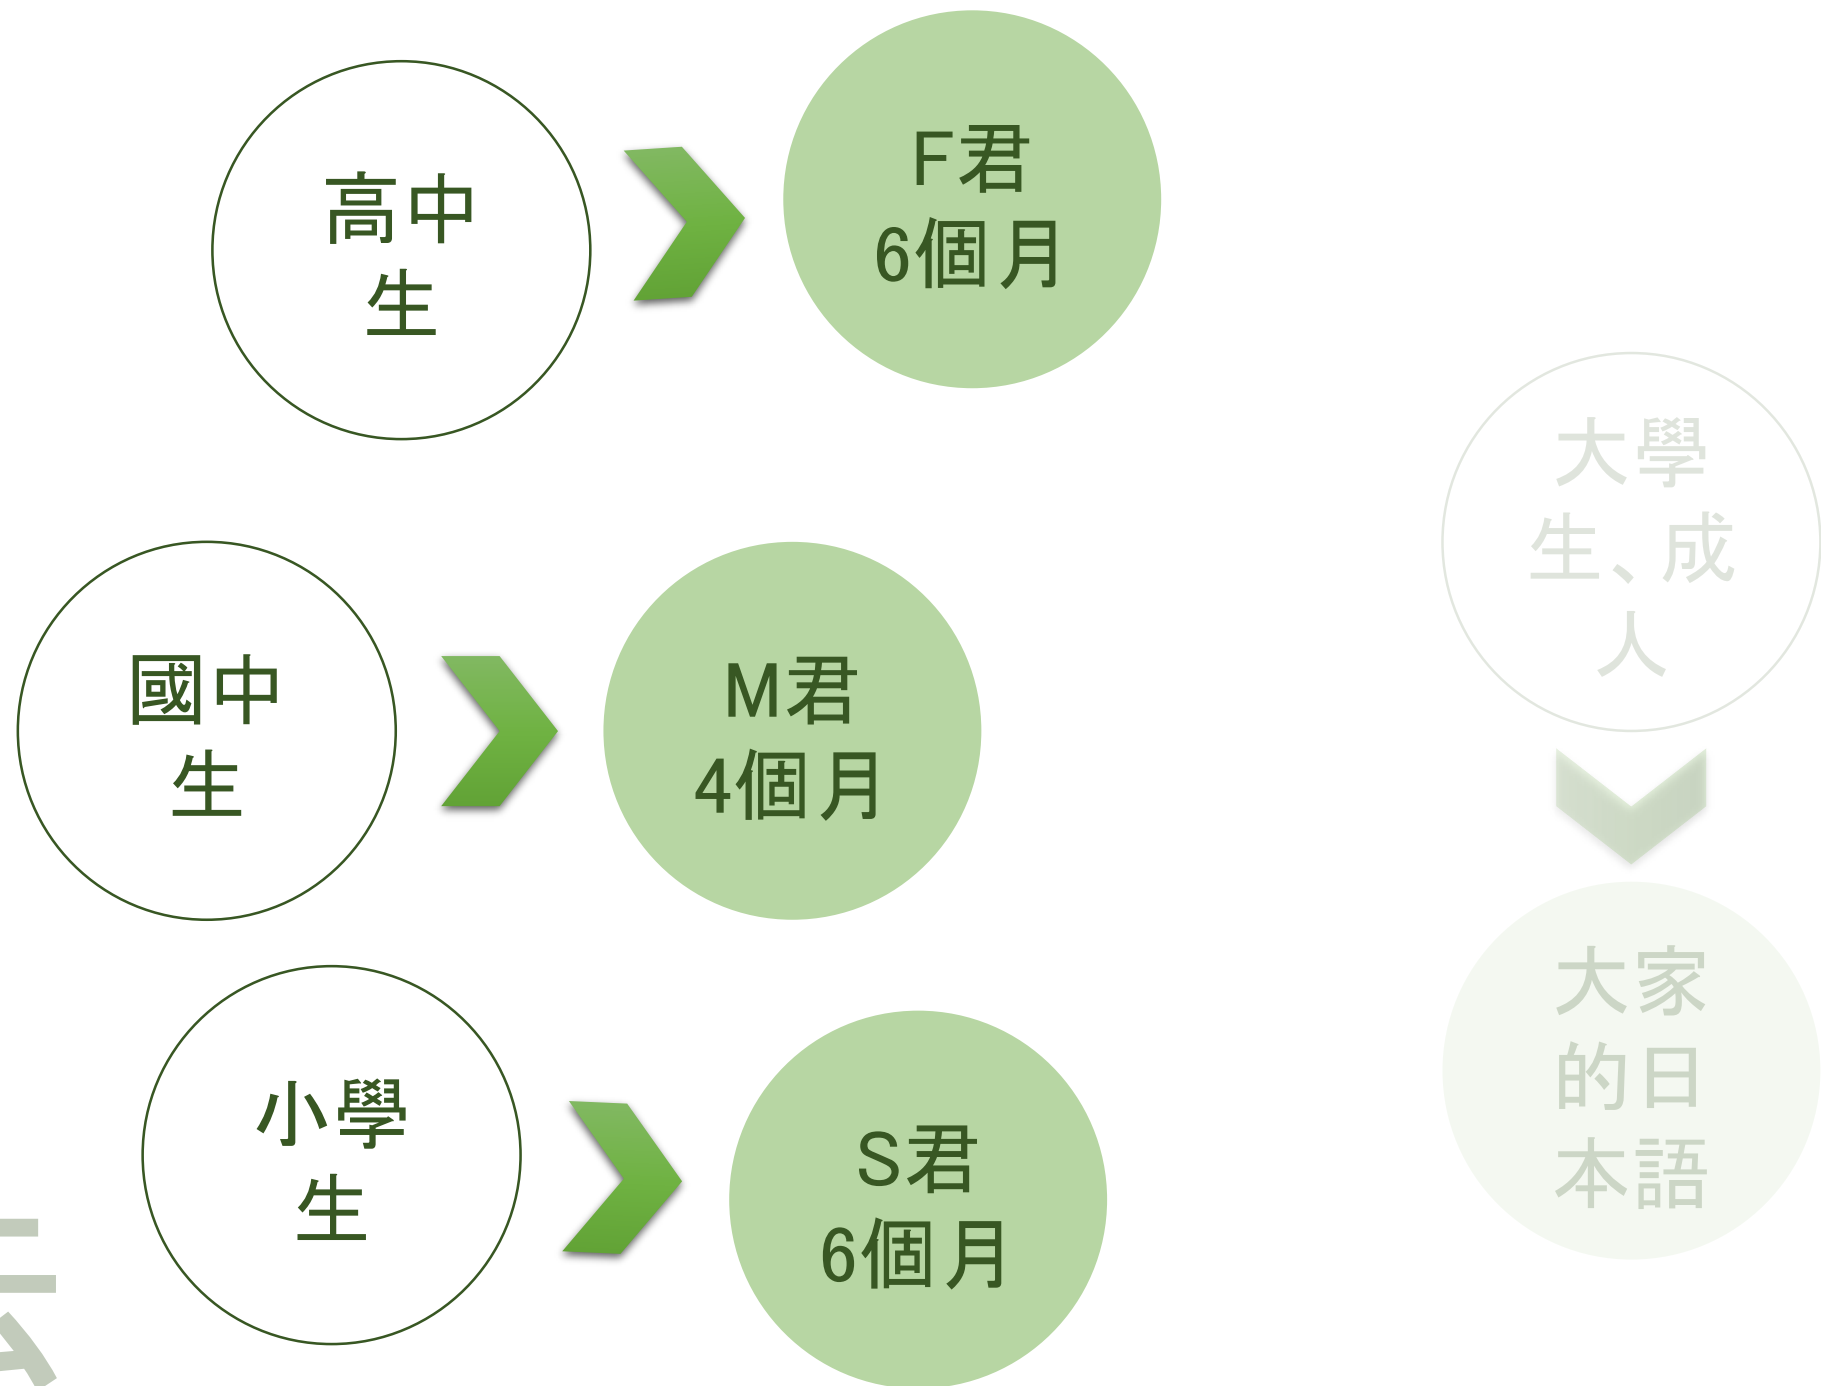 高中
生
F君
6個月
國中
生
M君
4個月
小學
生
S君
6個月
大學
生、成
人
大家
的日
本語